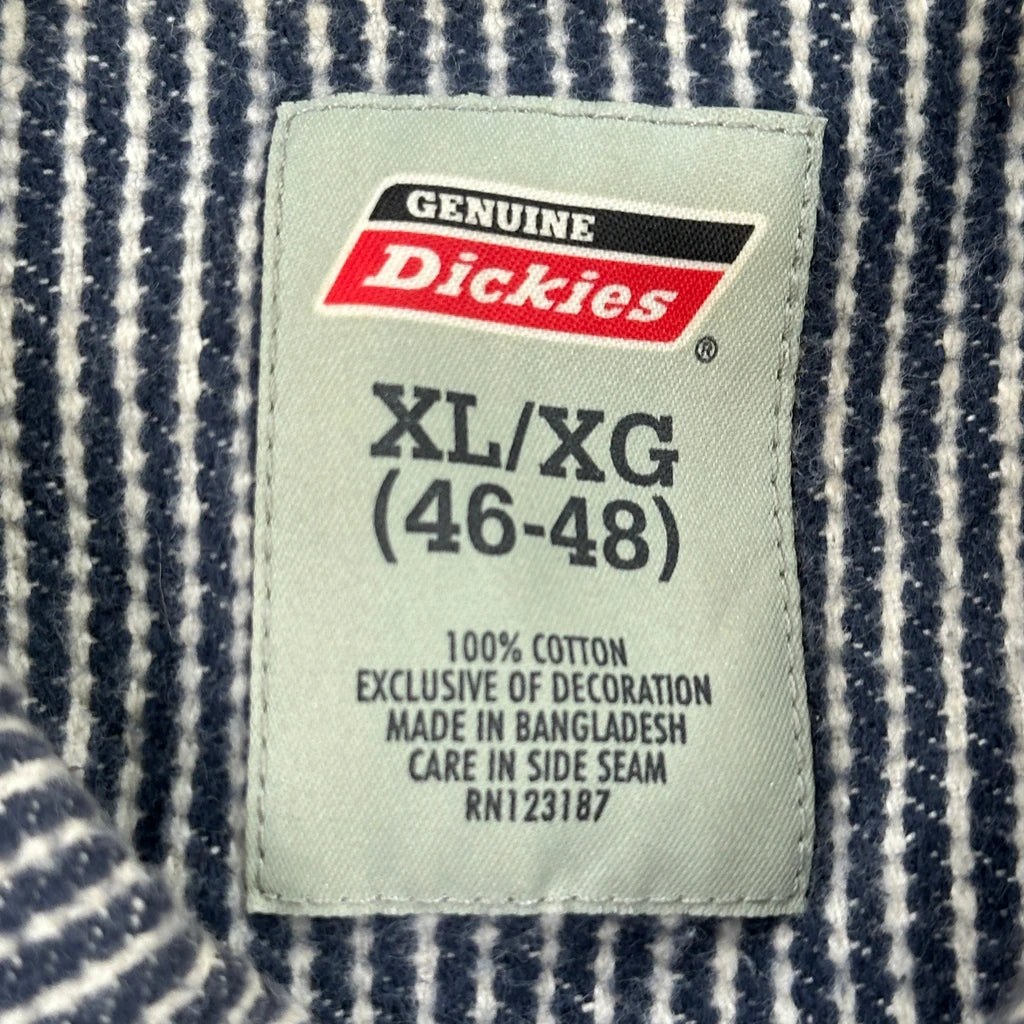 GENUINE
Dickies
®
XL/XG
(46-48)
100% COTTON
EXCLUSIVE OF DECORATION
MADE IN BANGLADESH
CARE IN SIDE SEAM
RN123187